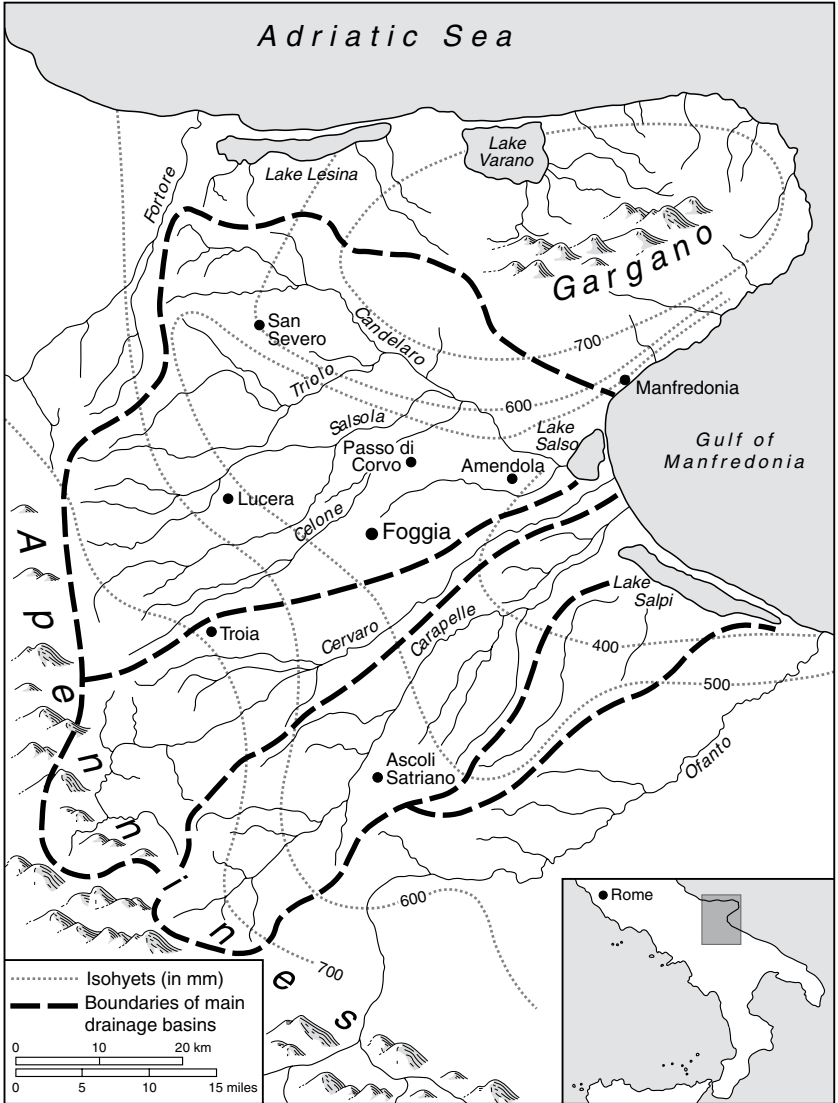 Adriatic Sea
Fortore
Lake Lesina
Lake
Varano
Gargano
San
Severo
Candelaro
Triolo
700
600
Manfredonia
Salsola
Lake
Salso
Gulf of
Manfredonia
Passo di
Corvo
Amendola
Lucera
Celone
Foggia
Apennines
Lake
Salpi
Troia
Cervaro
Carapelle
400
500
Ofanto
Ascoli
Satriano
600
700
Rome
Isohyets (in mm)
Boundaries of main
drainage basins
0 10 20 km
0 5 10 15 miles